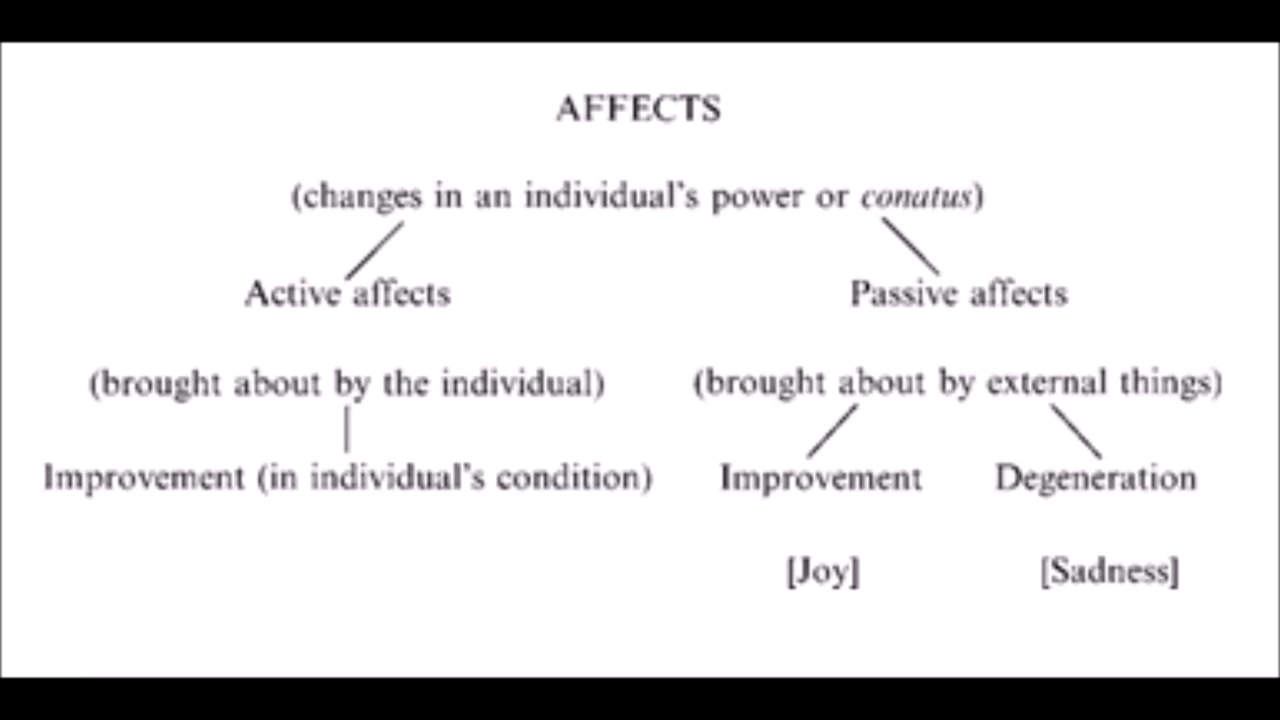 AFFECTS
(changes in an individual's power or conatus)
Active affects Passive affects
(brought about by the individual) (brought about by external things)
Improvement (in individual's condition) Improvement Degeneration
[Joy] [Sadness]